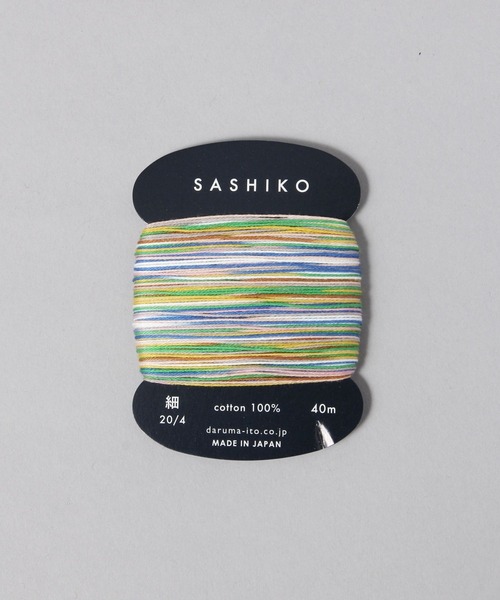 SASHIKO
細 cotton 100% 40m
20/4
daruma-ito.co.jp
MADE IN JAPAN